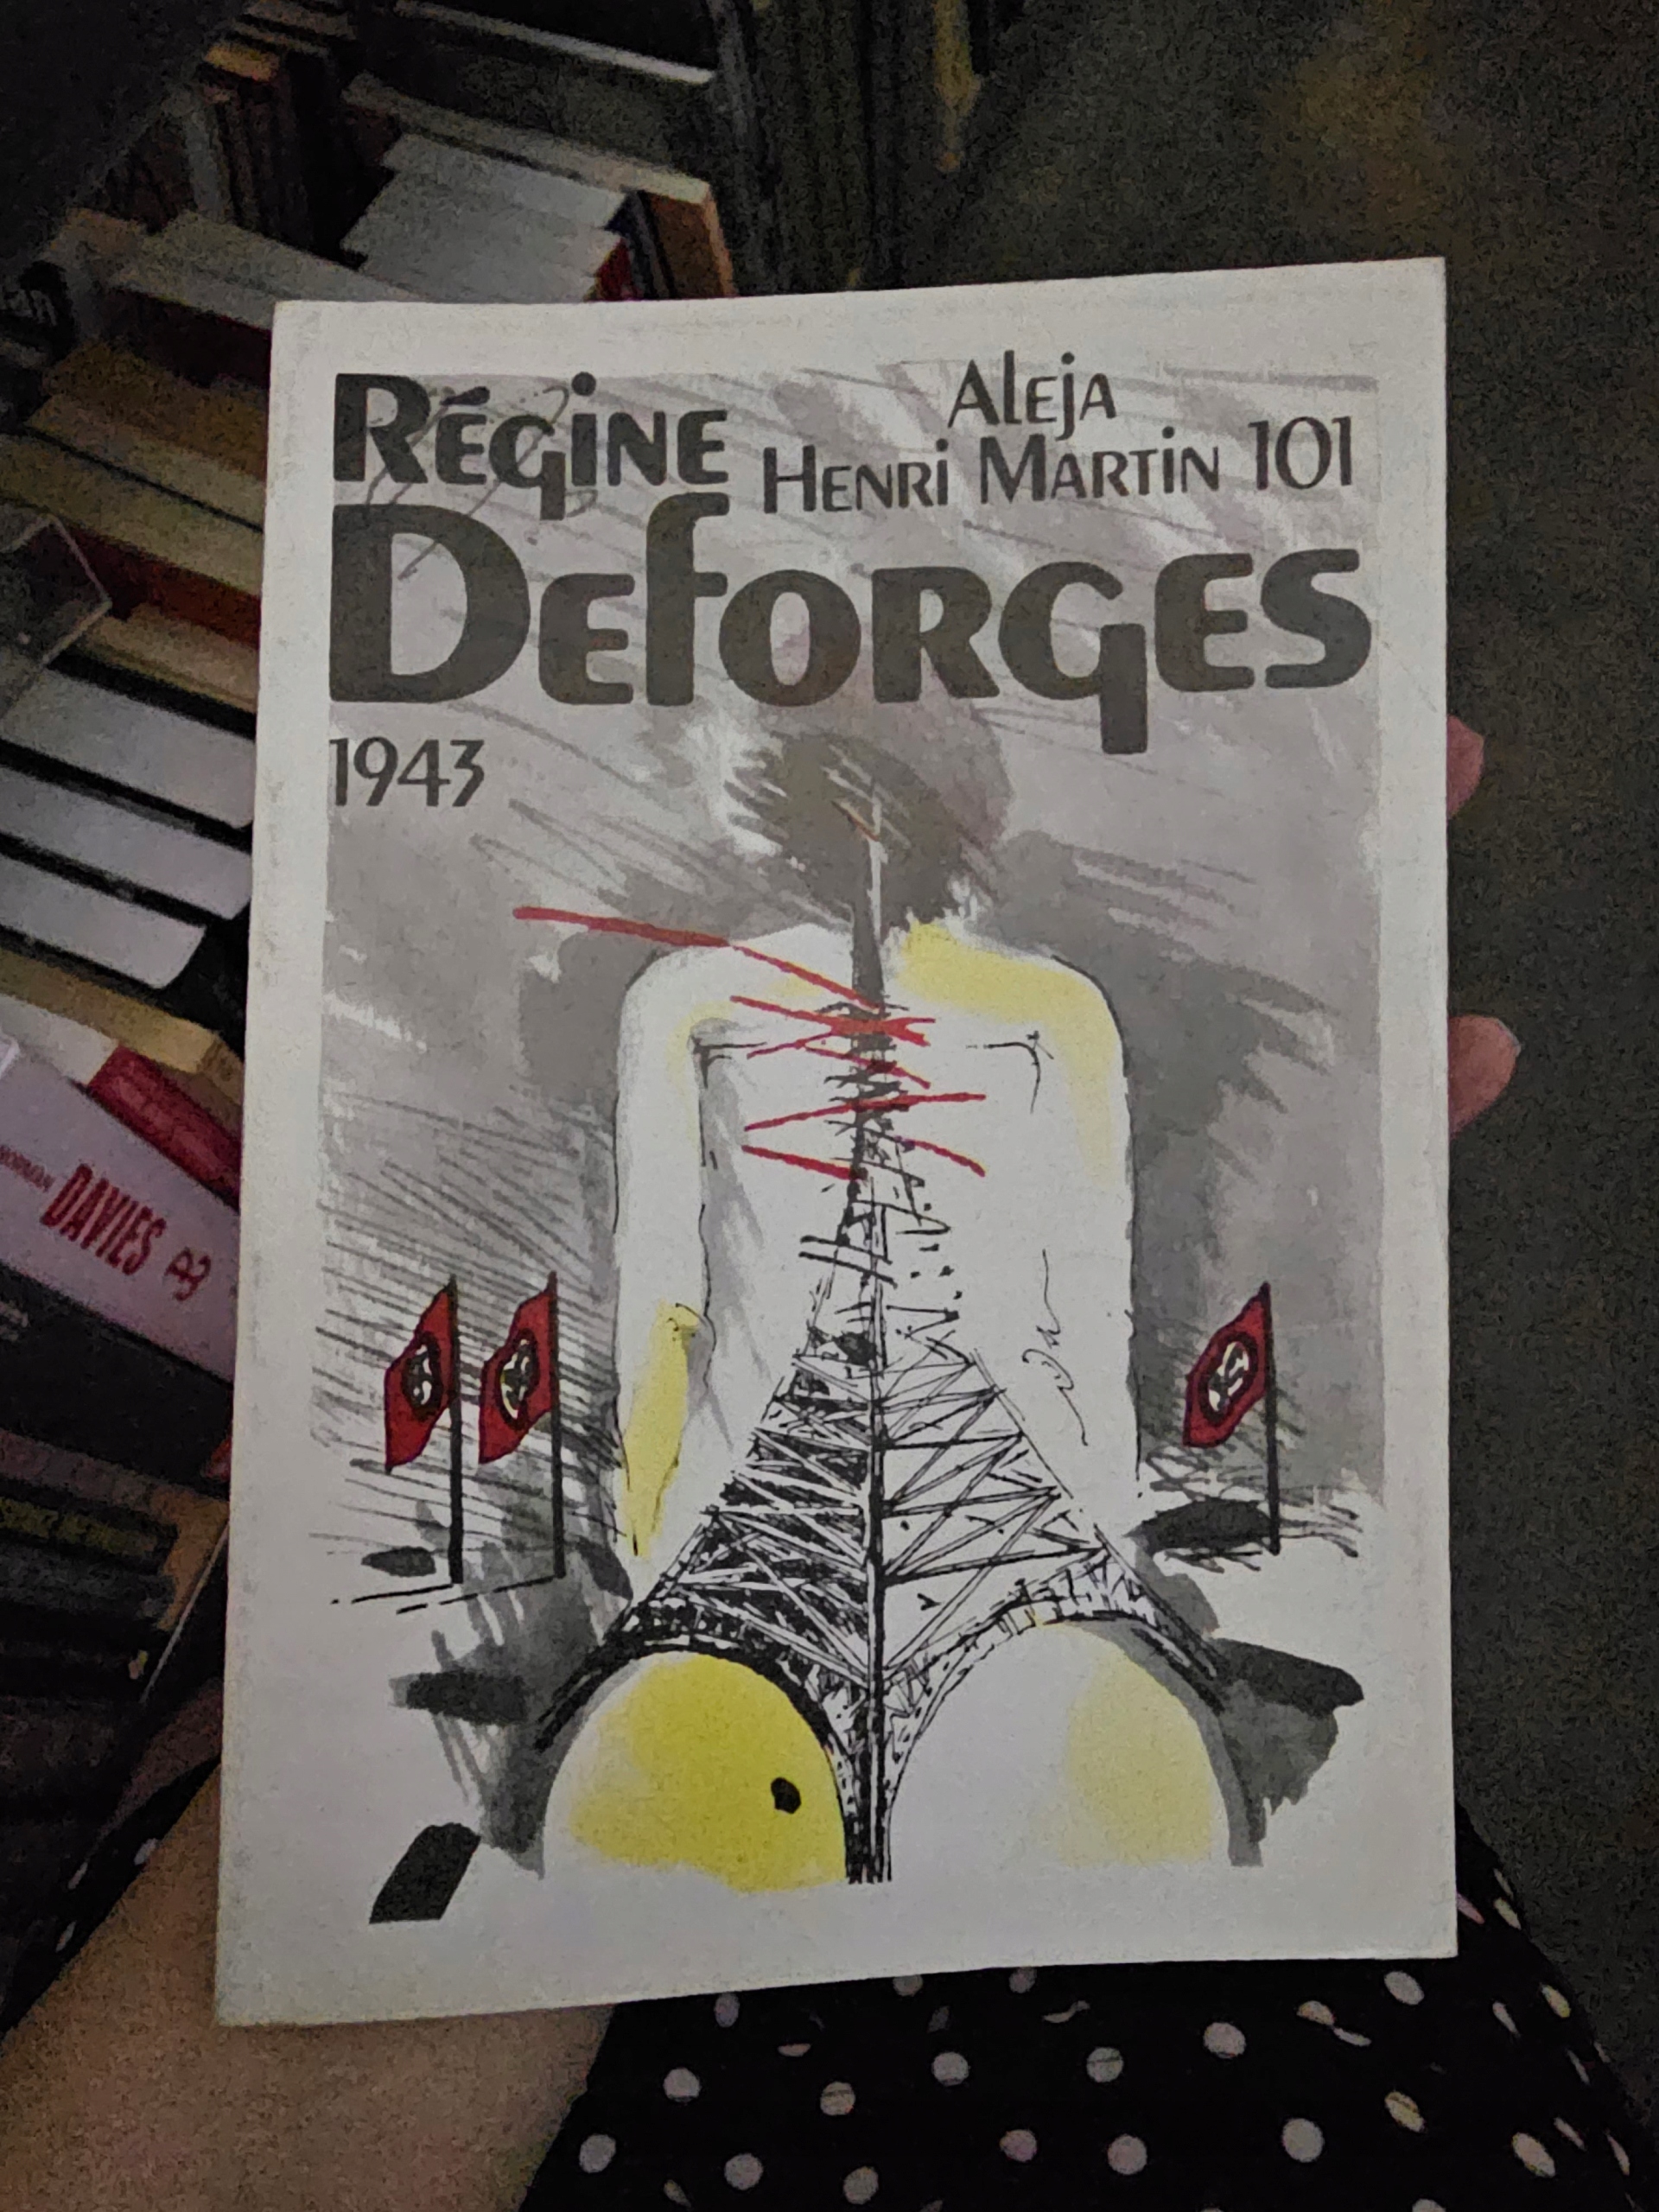 Régine
Aleja
Henri Martin 101
Deforges
1943
DAVIES